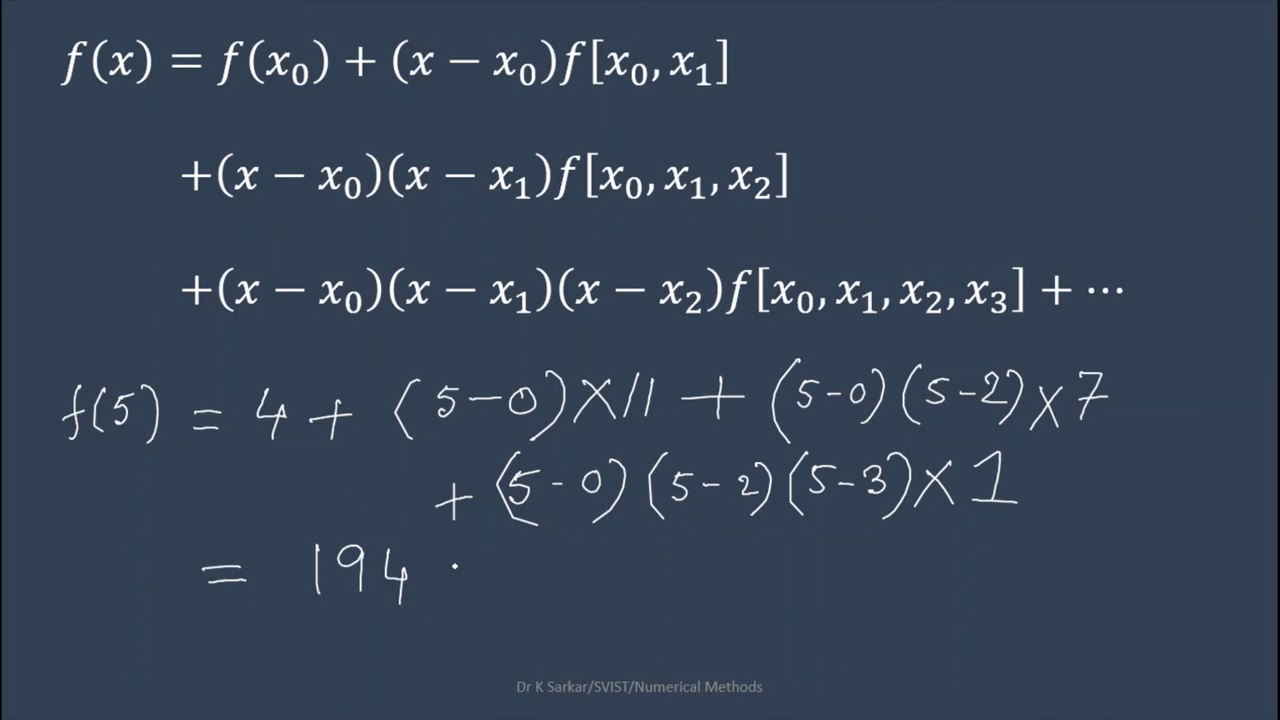 f(x) = f(x₀) + (x − x₀)f[x₀, x₁]
+(x − x₀)(x − x₁)f[x₀, x₁, x₂]
+(x − x₀)(x − x₁)(x − x₂)f[x₀, x₁, x₂, x₃] + ⋯
f(5) = 4 + (5-0)×11 + (5-0)(5-2)×7
+ (5-0)(5-2)(5-3)×1
= 194 .
Dr K Sarkar/SVIST/Numerical Methods